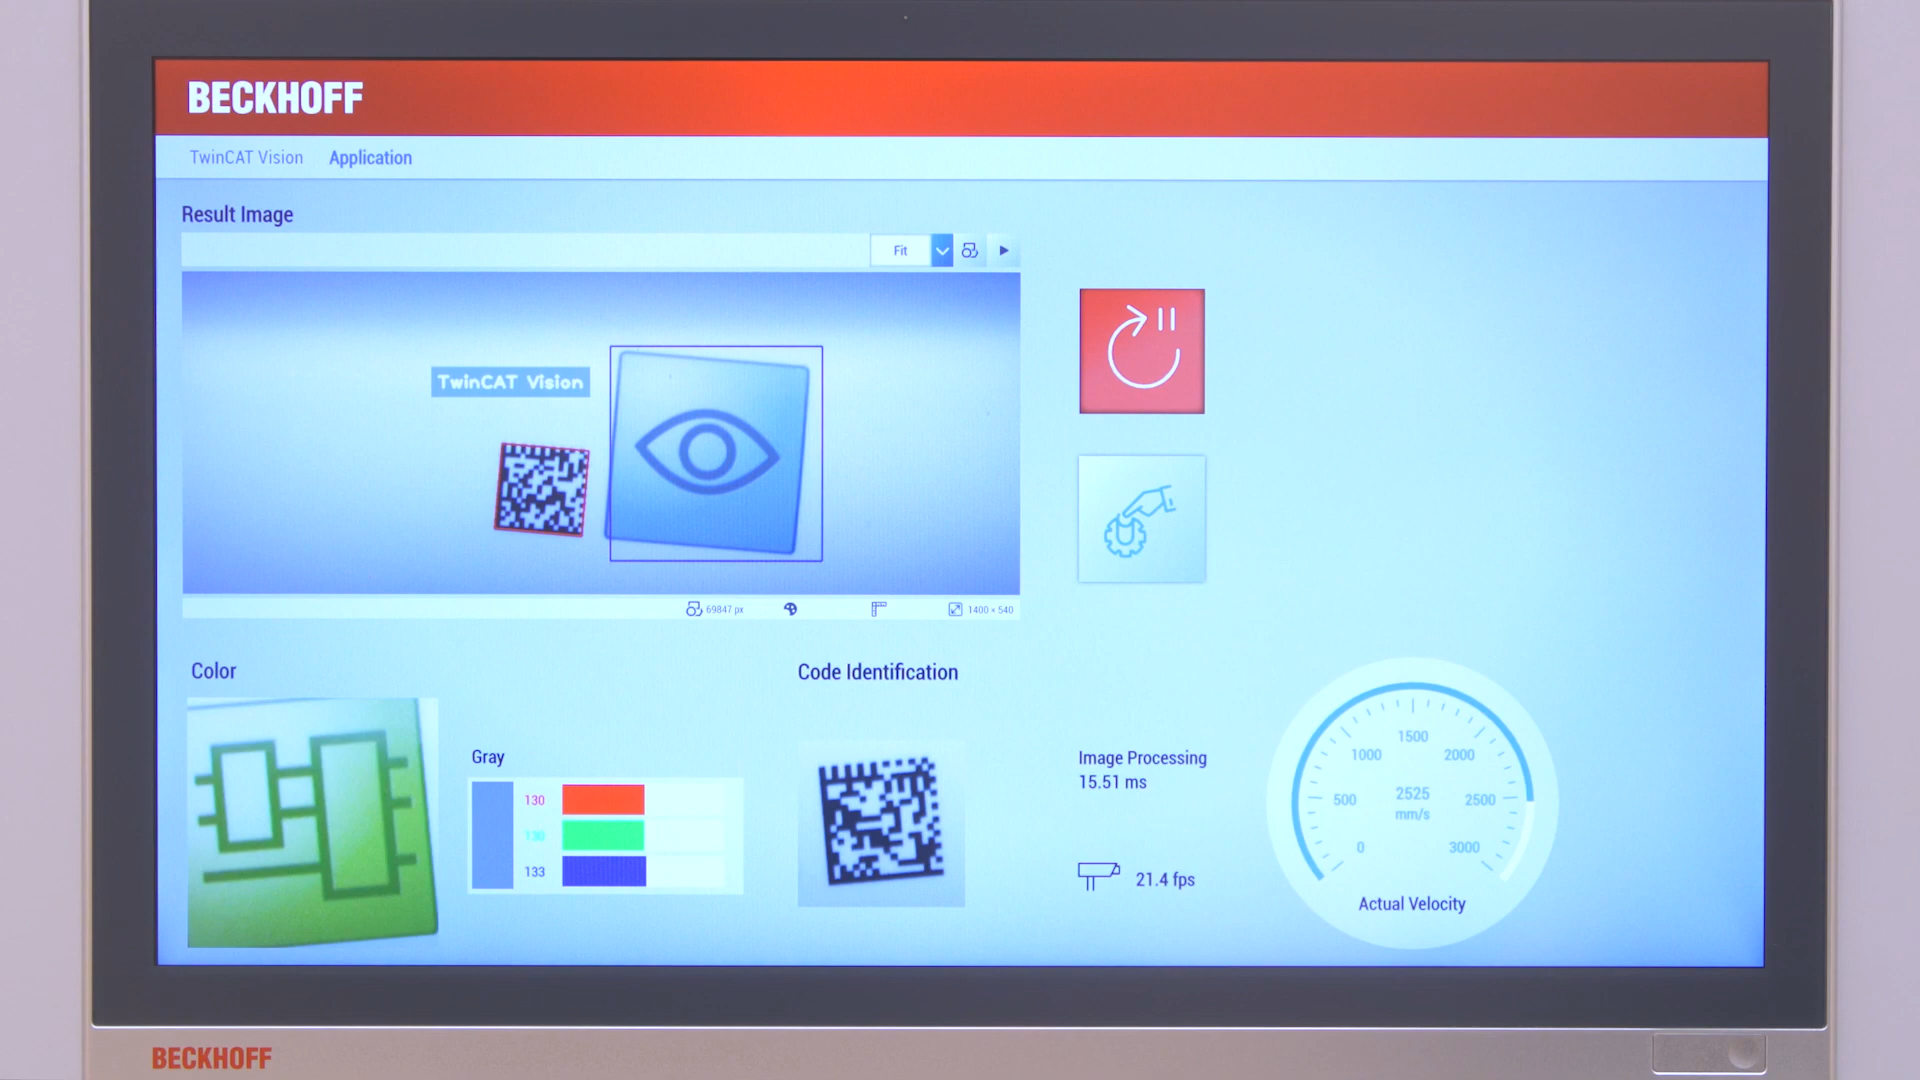 BECKHOFF
TwinCAT Vision Application
Result Image
Fit
TwinCAT Vision
69847 px
1400 × 540
Color
Code Identification
Gray
130
130
133
Image Processing
15.51 ms
21.4 fps
1500
1000 2000
500 2525 2500
mm/s
0 3000
Actual Velocity
BECKHOFF